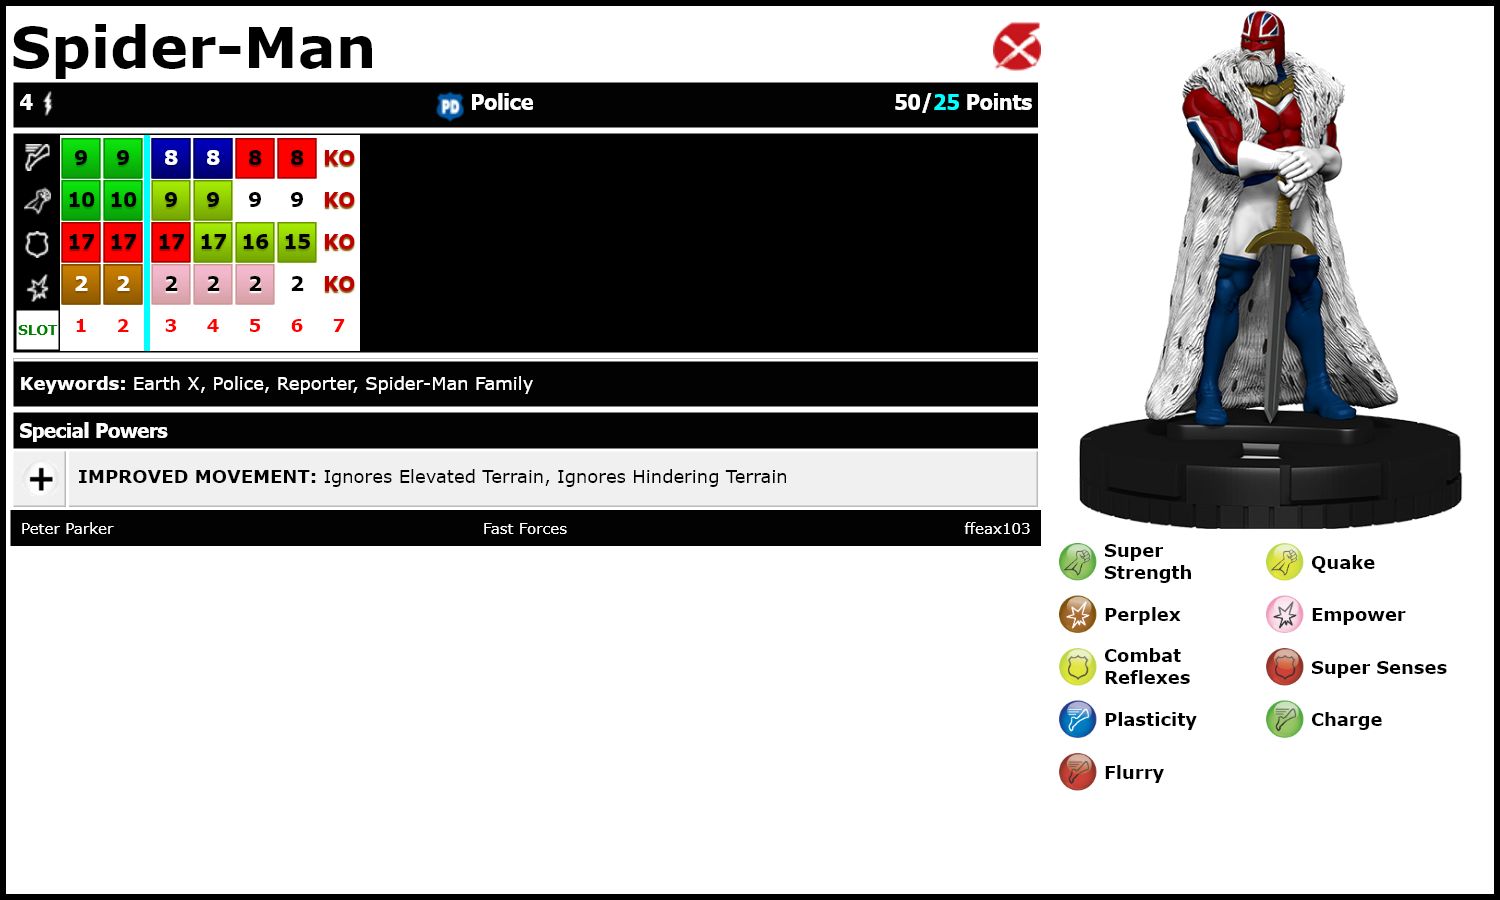 Spider-Man
4 PD Police 50/25 Points
9 9 8 8 8 8 KO
10 10 9 9 9 9 KO
17 17 17 17 16 15 KO
2 2 2 2 2 2 KO
SLOT 1 2 3 4 5 6 7
Keywords: Earth X, Police, Reporter, Spider-Man Family
Special Powers
+ IMPROVED MOVEMENT: Ignores Elevated Terrain, Ignores Hindering Terrain
Peter Parker Fast Forces ffeax103
Super
Strength
Quake
Perplex
Empower
Combat
Reflexes
Super Senses
Plasticity
Charge
Flurry